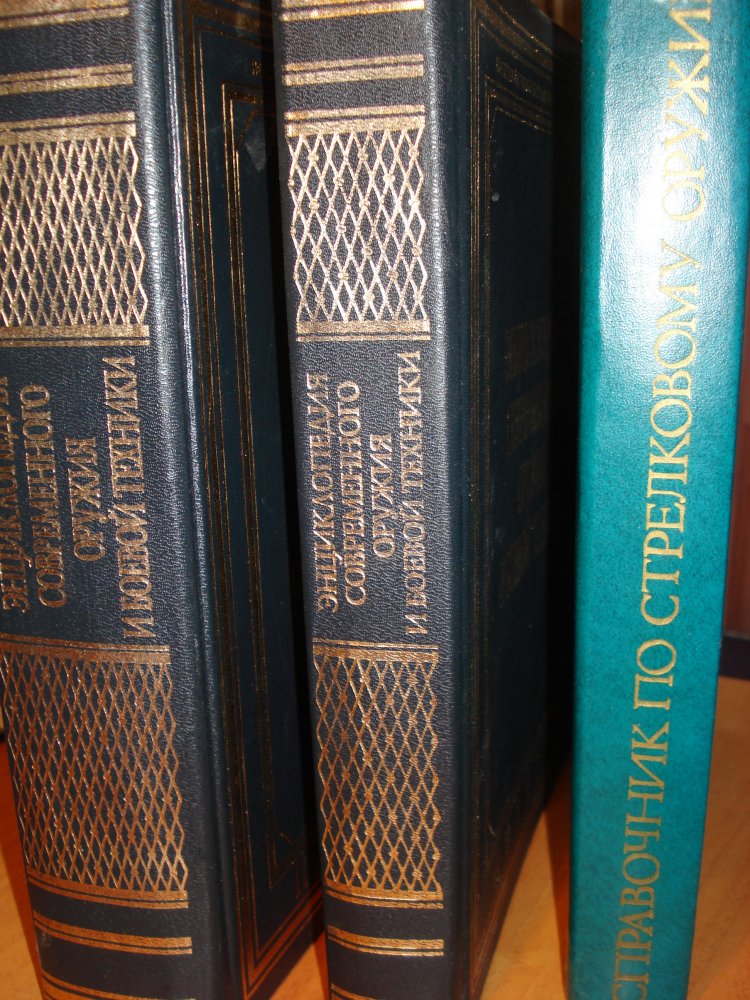 ЭНЦИКЛОПЕДИЯ
СОВРЕМЕННОГО
ОРУЖИЯ
И БОЕВОЙ ТЕХНИКИ
ЭНЦИКЛОПЕДИЯ
СОВРЕМЕННОГО
ОРУЖИЯ
И БОЕВОЙ ТЕХНИКИ
СПРАВОЧНИК ПО СТРЕЛКОВОМУ ОРУЖИЮ